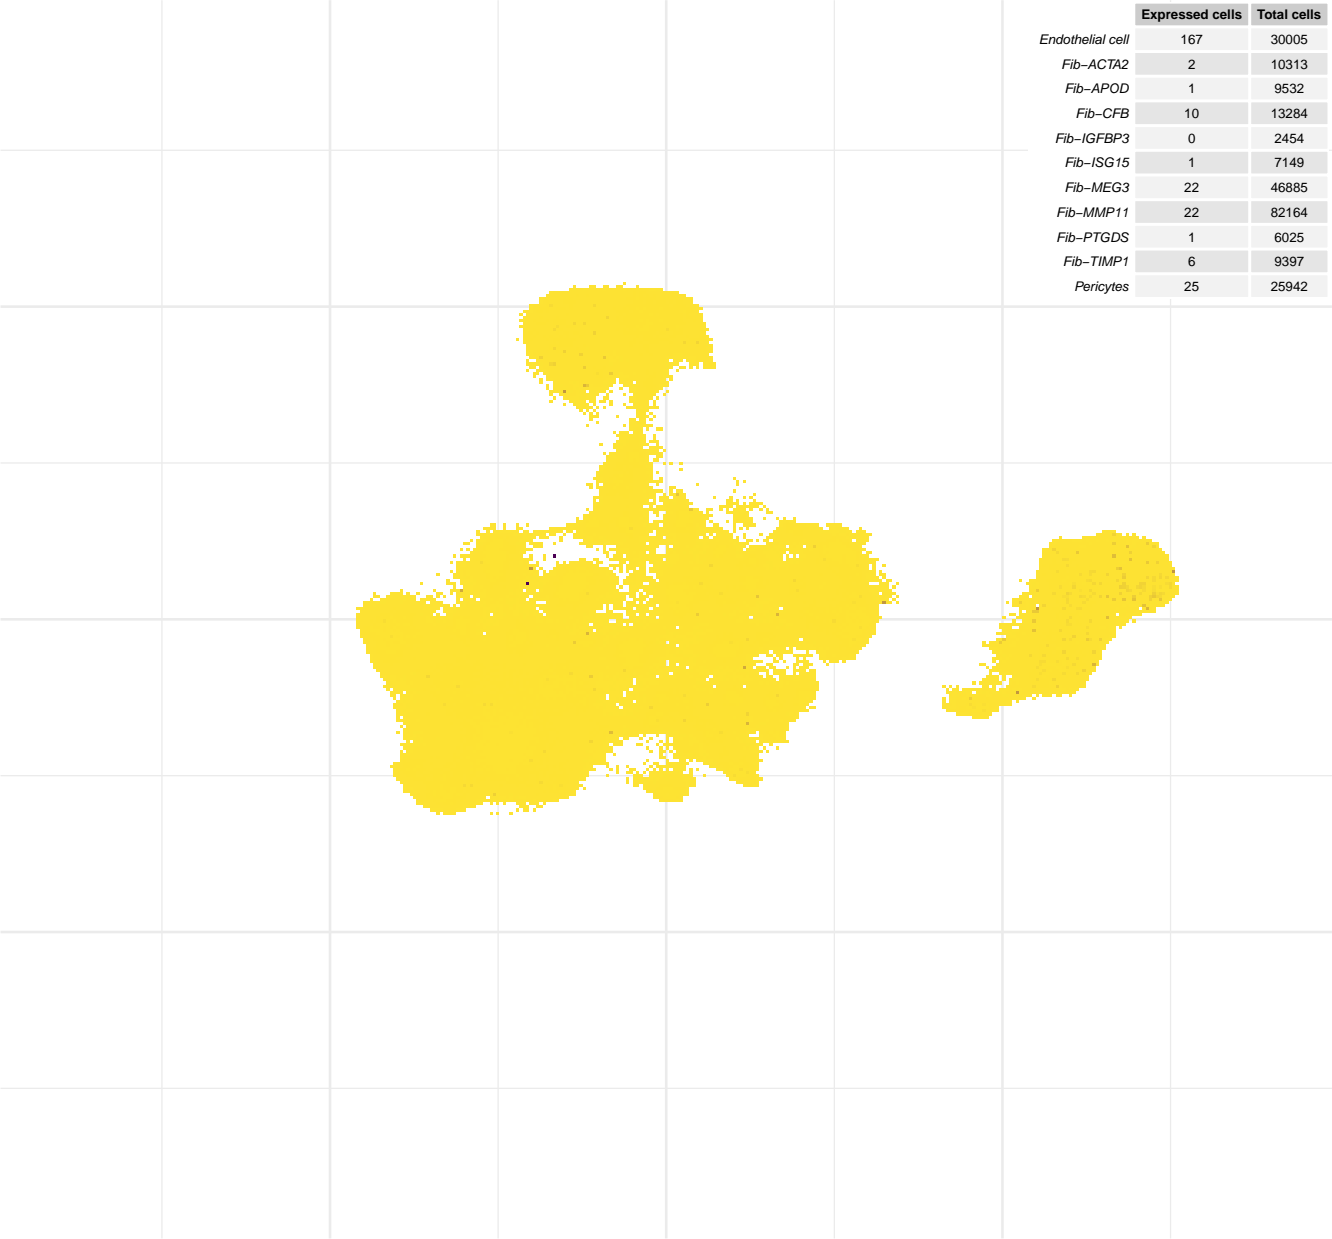 Expressed cells Total cells
Endothelial cell 167 30005
Fib−ACTA2 2 10313
Fib−APOD 1 9532
Fib−CFB 10 13284
Fib−IGFBP3 0 2454
Fib−ISG15 1 7149
Fib−MEG3 22 46885
Fib−MMP11 22 82164
Fib−PTGDS 1 6025
Fib−TIMP1 6 9397
Pericytes 25 25942